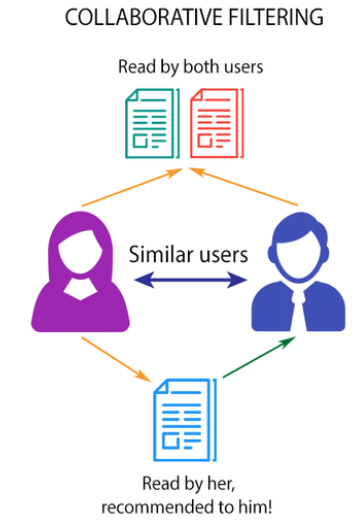 COLLABORATIVE FILTERING
Read by both users
Similar users
Read by her,
recommended to him!